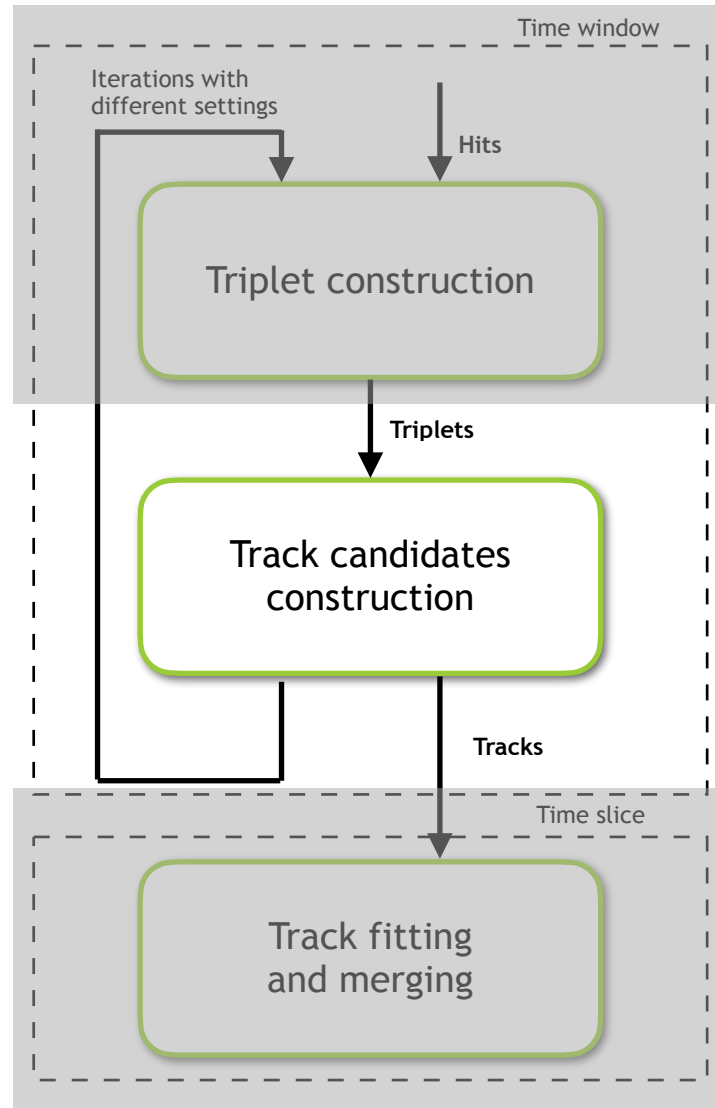 Time window
Iterations with
different settings
Hits
Triplet construction
Triplets
Track candidates
construction
Tracks
Time slice
Track fitting
and merging